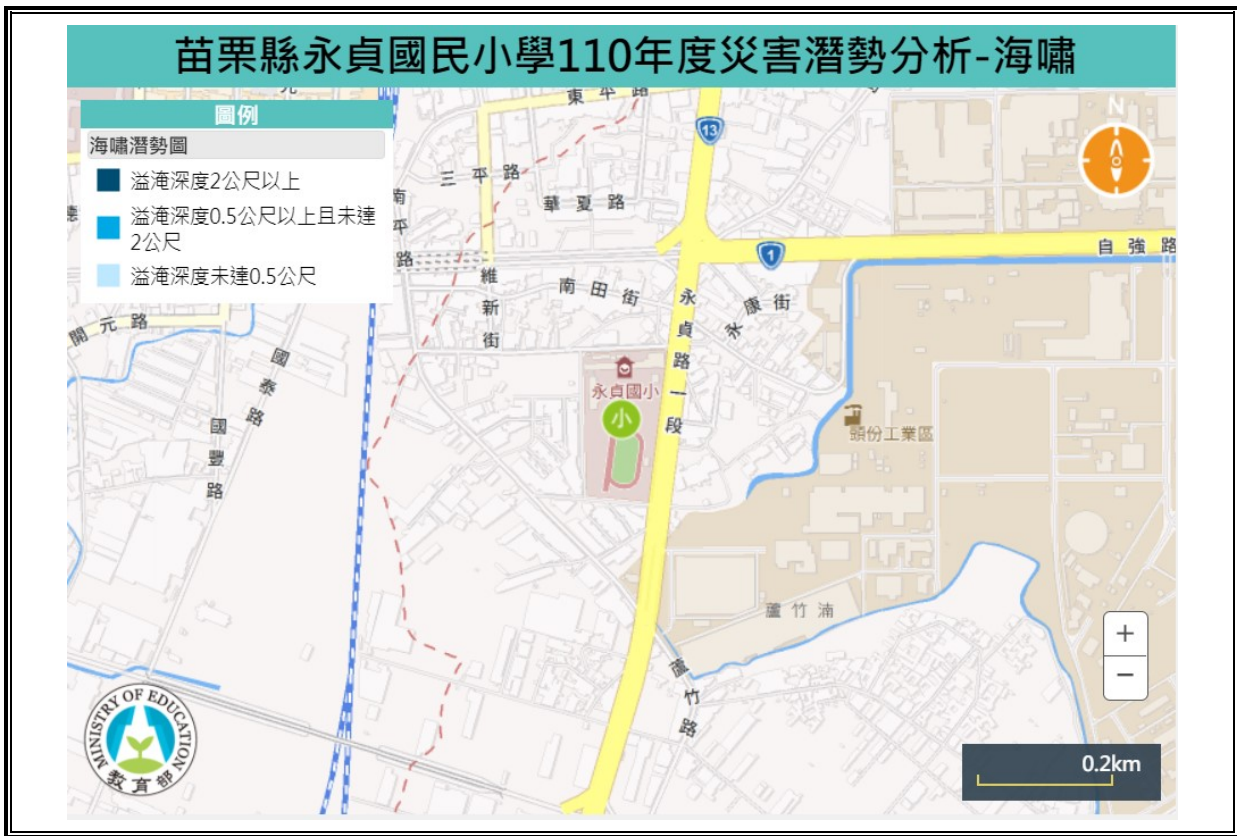 苗栗縣永貞國民小學110年度災害潛勢分析-海嘯
圖例
海嘯潛勢圖
溢淹深度2公尺以上
溢淹深度0.5公尺以上且未達
2公尺
溢淹深度未達0.5公尺
N
東平路
13
三平路
華夏路
南平路
1
自強路
維新街
南田街
永康街
永貞路一段
開元路
國泰路
國豐路
永貞國小
小
頭份工業區
蘆竹湳
蘆竹路
+
−
MINISTRY OF EDUCATION
教育部
0.2km